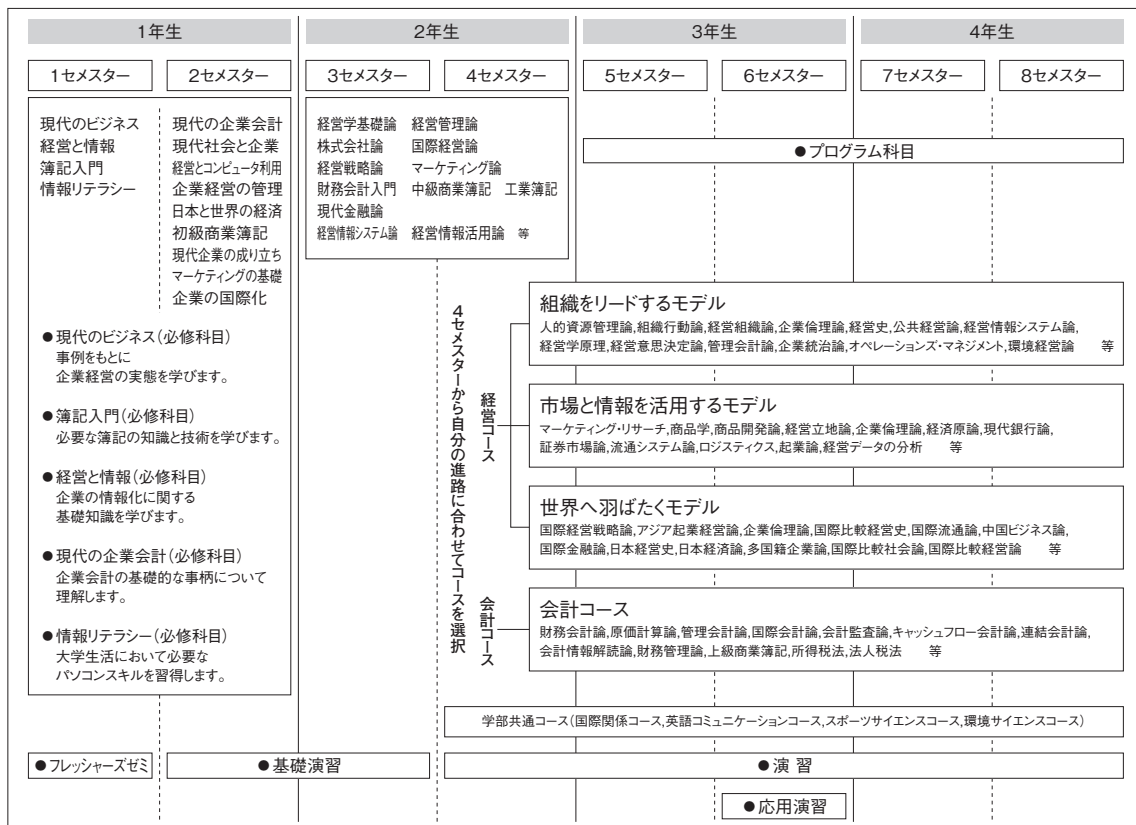 1年生
2年生
3年生
4年生
1セメスター
2セメスター
3セメスター
4セメスター
5セメスター
6セメスター
7セメスター
8セメスター
現代のビジネス
経営と情報
簿記入門
情報リテラシー
現代の企業会計
現代社会と企業
経営とコンピュータ利用
企業経営の管理
日本と世界の経済
初級商業簿記
現代企業の成り立ち
マーケティングの基礎
企業の国際化
●現代のビジネス(必修科目)
事例をもとに
企業経営の実態を学びます。
●簿記入門(必修科目)
必要な簿記の知識と技術を学びます。
●経営と情報(必修科目)
企業の情報化に関する
基礎知識を学びます。
●現代の企業会計(必修科目)
企業会計の基礎的な事柄について
理解します。
●情報リテラシー(必修科目)
大学生活において必要な
パソコンスキルを習得します。
経営学基礎論 経営管理論
株式会社論 国際経営論
経営戦略論 マーケティング論
財務会計入門 中級商業簿記 工業簿記
現代金融論
経営情報システム論 経営情報活用論 等
●プログラム科目
4セメスターから自分の進路に合わせてコースを選択
経営コース
組織をリードするモデル
人的資源管理論,組織行動論,経営組織論,企業倫理論,経営史,公共経営論,経営情報システム論,
経営学原理,経営意思決定論,管理会計論,企業統治論,オペレーションズ・マネジメント,環境経営論 等
市場と情報を活用するモデル
マーケティング・リサーチ,商品学,商品開発論,経営立地論,企業倫理論,経済原論,現代銀行論,
証券市場論,流通システム論,ロジスティクス,起業論,経営データの分析 等
世界へ羽ばたくモデル
国際経営戦略論,アジア起業経営論,企業倫理論,国際比較経営史,国際流通論,中国ビジネス論,
国際金融論,日本経営史,日本経済論,多国籍企業論,国際比較社会論,国際比較経営論 等
会計コース
会計コース
財務会計論,原価計算論,管理会計論,国際会計論,会計監査論,キャッシュフロー会計論,連結会計論,
会計情報解読論,財務管理論,上級商業簿記,所得税法,法人税法 等
学部共通コース(国際関係コース,英語コミュニケーションコース,スポーツサイエンスコース,環境サイエンスコース)
●フレッシャーズゼミ
●基礎演習
●演 習
●応用演習